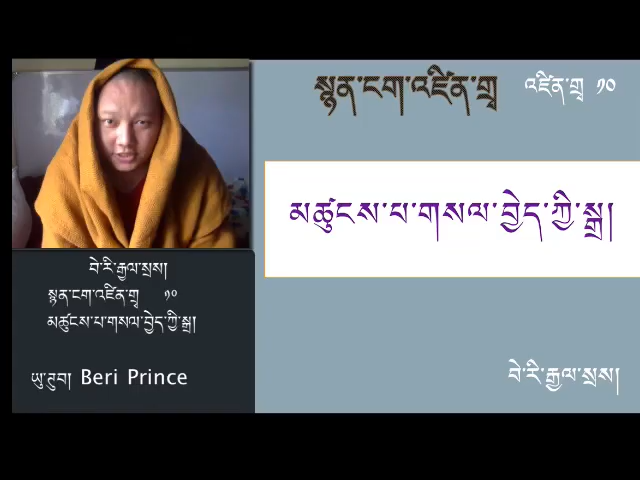 སྙན་ངག་འཛིན་གྲྭ
འཛིན་གྲྭ ༡༠
མཚུངས་པ་གསལ་བྱེད་ཀྱི་སྒྲ།
བེ་རི་རྒྱལ་སྲས།
བེ་རི་རྒྱལ་སྲས།
སྙན་ངག་འཛིན་གྲྭ ༡༠
མཚུངས་པ་གསལ་བྱེད་ཀྱི་སྒྲ།
ཡུ་ཊུབ། Beri Prince